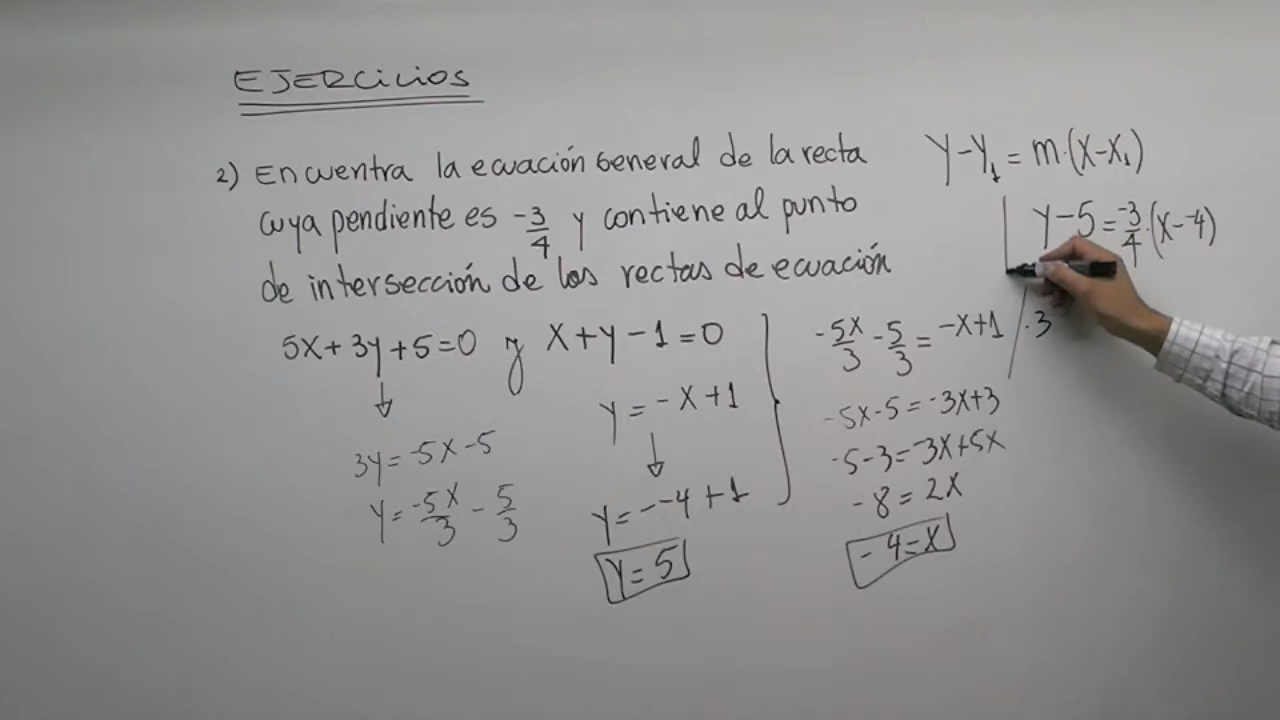 EJERCiCiOS
2) Encuentra la ecuación General de la recta
cuya pendiente es -3/4 y contiene al punto
de intersección de las rectas de ecuación
5x+3y+5=0 y x+y-1=0
3y=-5x-5
y=-5x/3 - 5/3
y=-x+1
y=--4+1
y=5
-5x/3 - 5/3 = -x+1 /·3
-5x-5=-3x+3
-5-3=-3x+5x
-8=2x
-4=x
y-y₁=m·(x-x₁)
y-5=-3/4·(x--4)